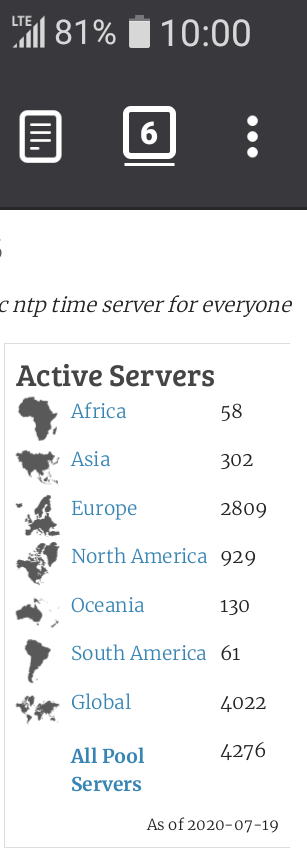 LTE 81% 10:00
6
c ntp time server for everyone
Active Servers
Africa 58
Asia 302
Europe 2809
North America 929
Oceania 130
South America 61
Global 4022
All Pool 4276
Servers
As of 2020-07-19